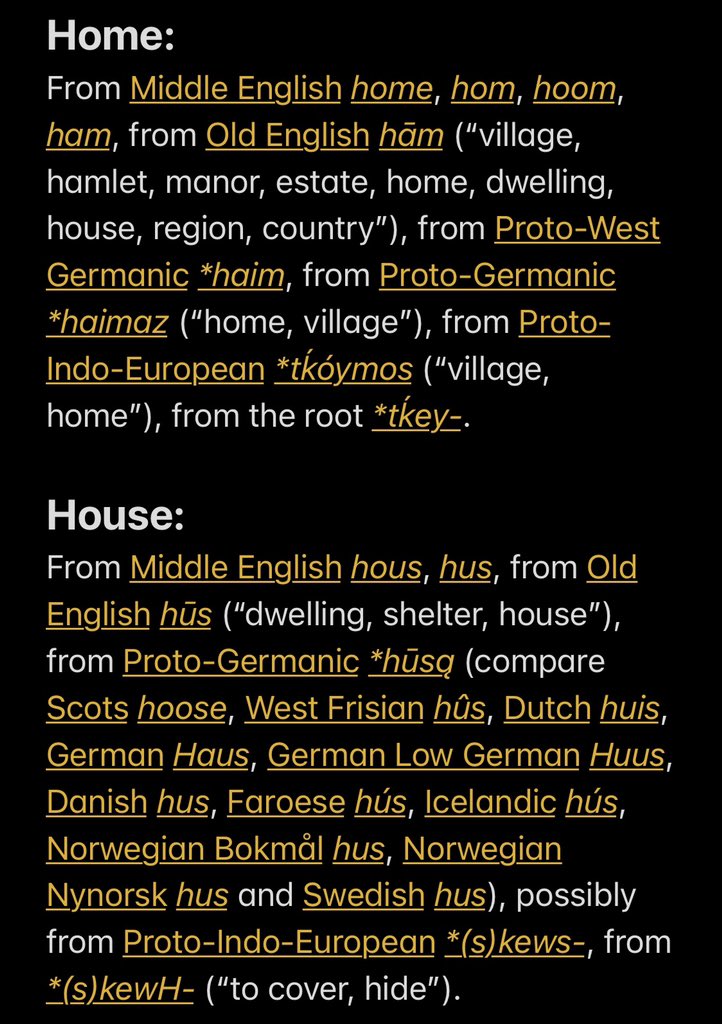 Home:
From Middle English home, hom, hoom,
ham, from Old English hām (“village,
hamlet, manor, estate, home, dwelling,
house, region, country”), from Proto-West
Germanic *haim, from Proto-Germanic
*haimaz (“home, village”), from Proto-
Indo-European *tḱóymos (“village,
home”), from the root *tḱey-.
House:
From Middle English hous, hus, from Old
English hūs (“dwelling, shelter, house”),
from Proto-Germanic *hūsą (compare
Scots hoose, West Frisian hûs, Dutch huis,
German Haus, German Low German Huus,
Danish hus, Faroese hús, Icelandic hús,
Norwegian Bokmål hus, Norwegian
Nynorsk hus and Swedish hus), possibly
from Proto-Indo-European *(s)kews-, from
*(s)kewH- (“to cover, hide”).